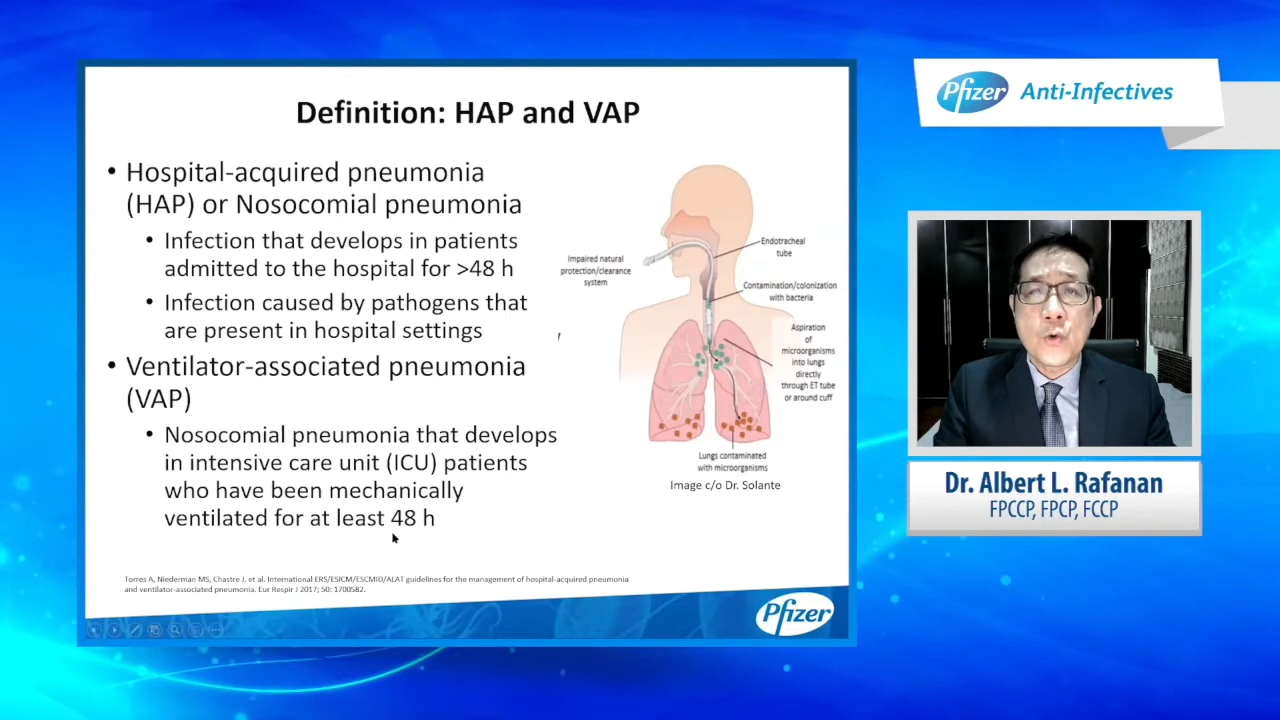 Definition: HAP and VAP
• Hospital-acquired pneumonia
(HAP) or Nosocomial pneumonia
• Infection that develops in patients
admitted to the hospital for >48 h
• Infection caused by pathogens that
are present in hospital settings
• Ventilator-associated pneumonia
(VAP)
• Nosocomial pneumonia that develops
in intensive care unit (ICU) patients
who have been mechanically
ventilated for at least 48 h
Impaired natural
protection/clearance
system
Endotracheal
tube
Contamination/colonization
with bacteria
Aspiration
of
microorganisms
into lungs
directly
through ET tube
or around cuff
Lungs contaminated
with microorganisms
Image c/o Dr. Solante
Torres A, Niederman MS, Chastre J, et al. International ERS/ESICM/ESCMID/ALAT guidelines for the management of hospital-acquired pneumonia
and ventilator-associated pneumonia. Eur Respir J 2017; 50: 1700582.
Pfizer
Pfizer Anti-Infectives
Dr. Albert L. Rafanan
FPCCP, FPCP, FCCP